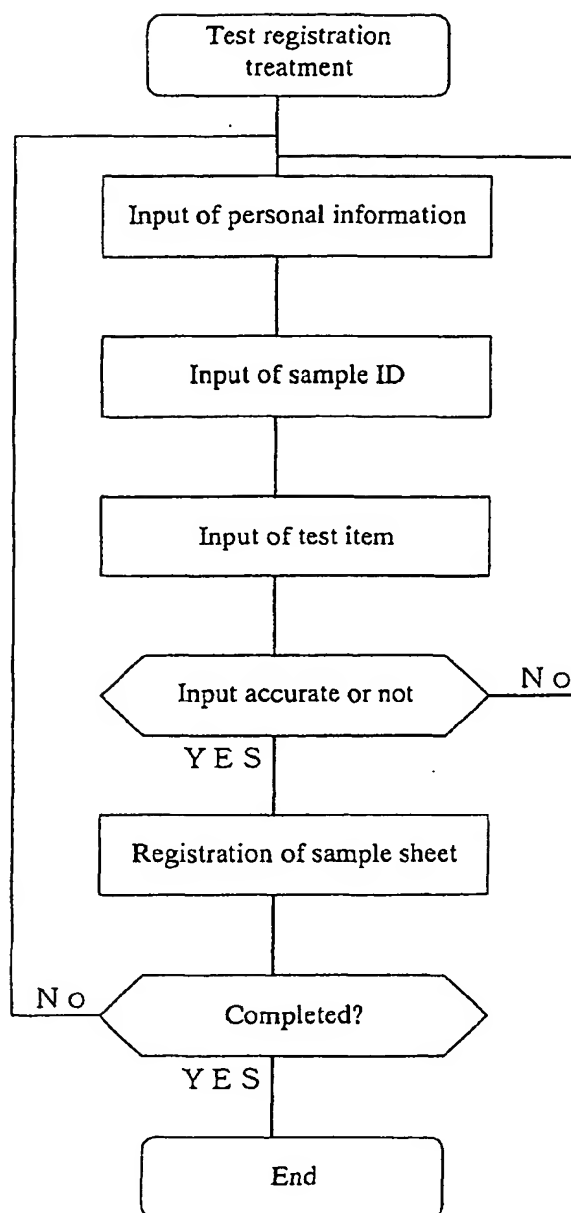 Test registration
treatment
Input of personal information
Input of sample ID
Input of test item
Input accurate or not
No
YES
Registration of sample sheet
No
Completed?
YES
End